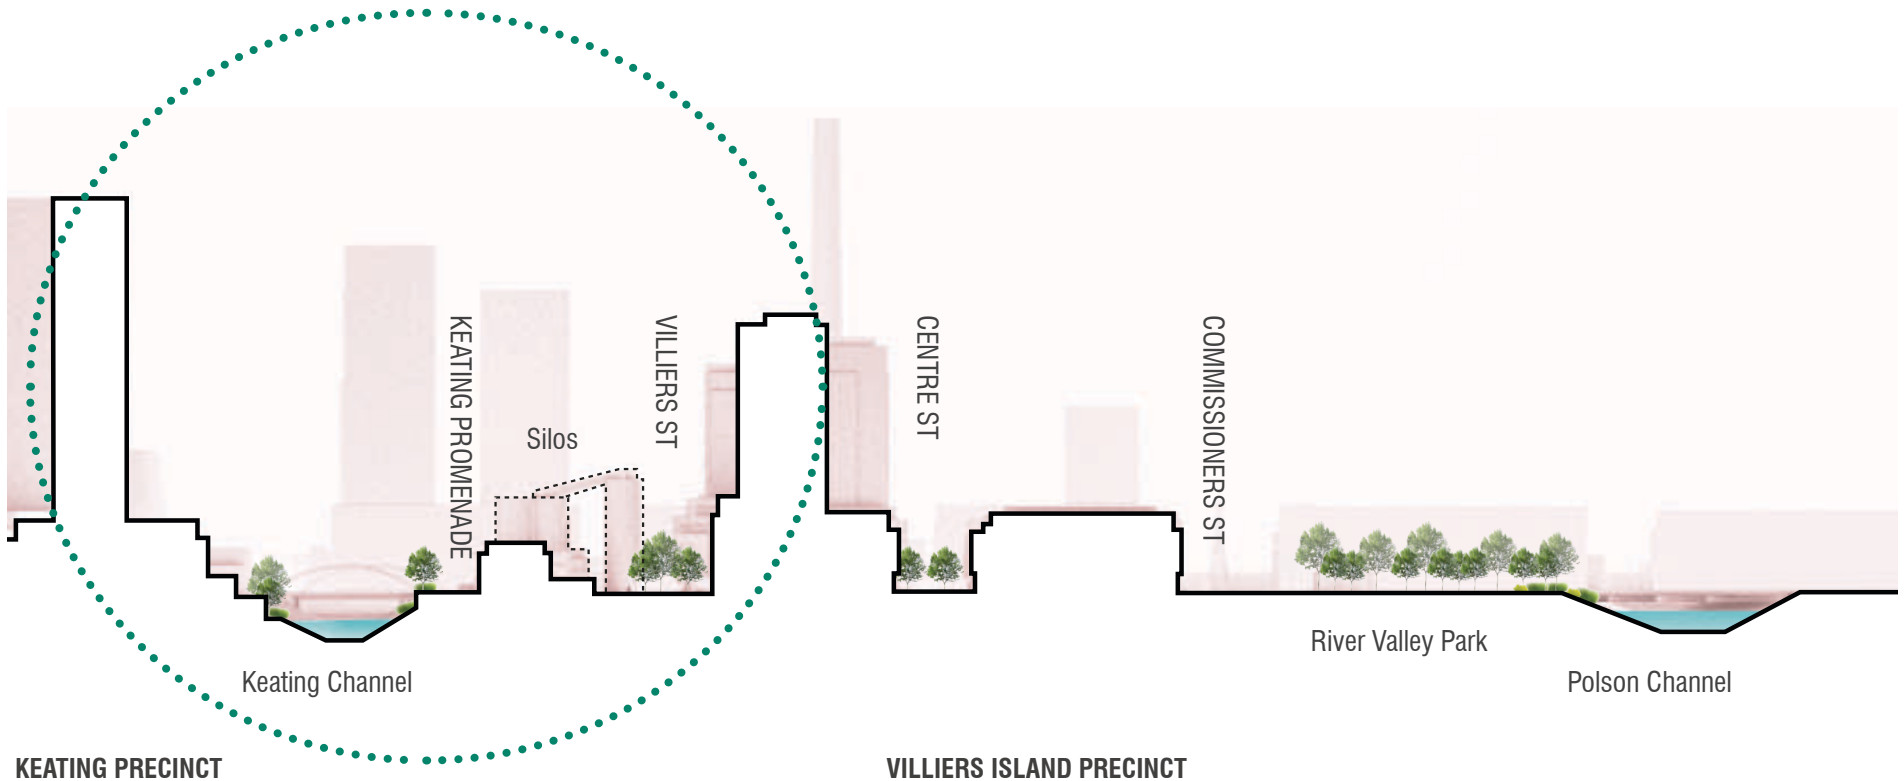 KEATING PROMENADE
Silos
VILLIERS ST
CENTRE ST
COMMISSIONERS ST
River Valley Park
Keating Channel
Polson Channel
KEATING PRECINCT
VILLIERS ISLAND PRECINCT